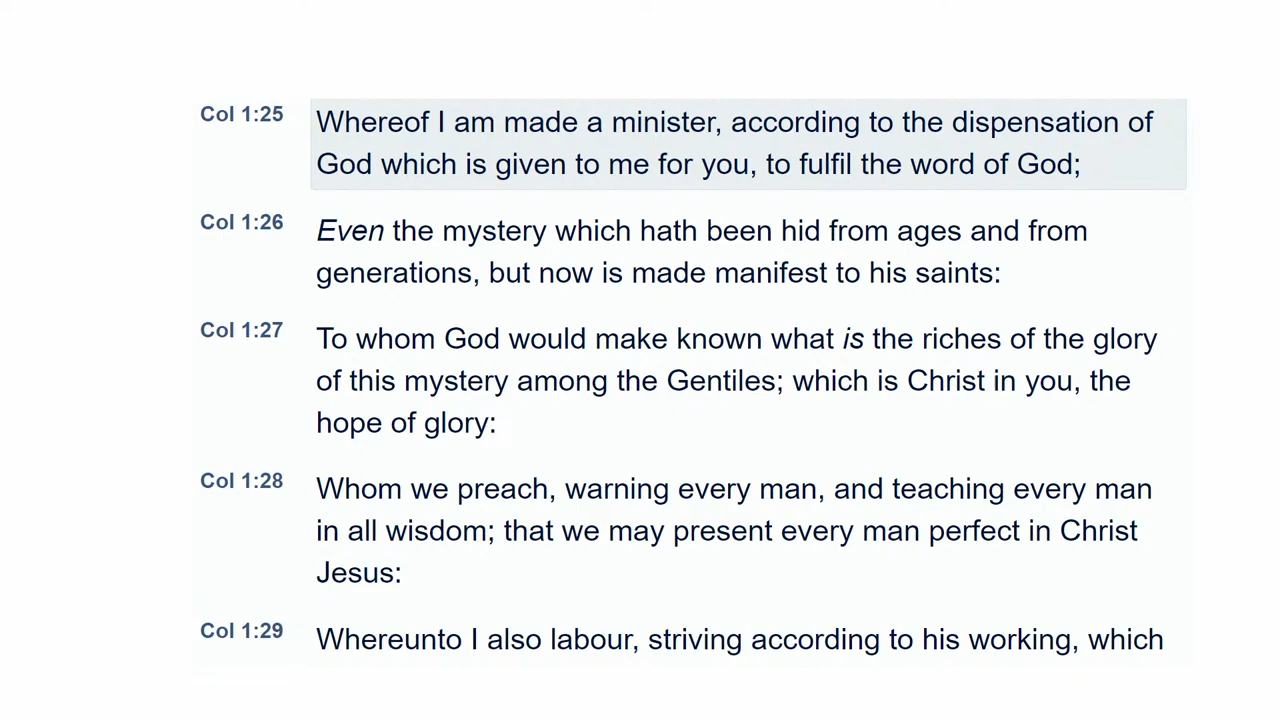 Col 1:25 Whereof I am made a minister, according to the dispensation of
God which is given to me for you, to fulfil the word of God;
Col 1:26 Even the mystery which hath been hid from ages and from
generations, but now is made manifest to his saints:
Col 1:27 To whom God would make known what is the riches of the glory
of this mystery among the Gentiles; which is Christ in you, the
hope of glory:
Col 1:28 Whom we preach, warning every man, and teaching every man
in all wisdom; that we may present every man perfect in Christ
Jesus:
Col 1:29 Whereunto I also labour, striving according to his working, which